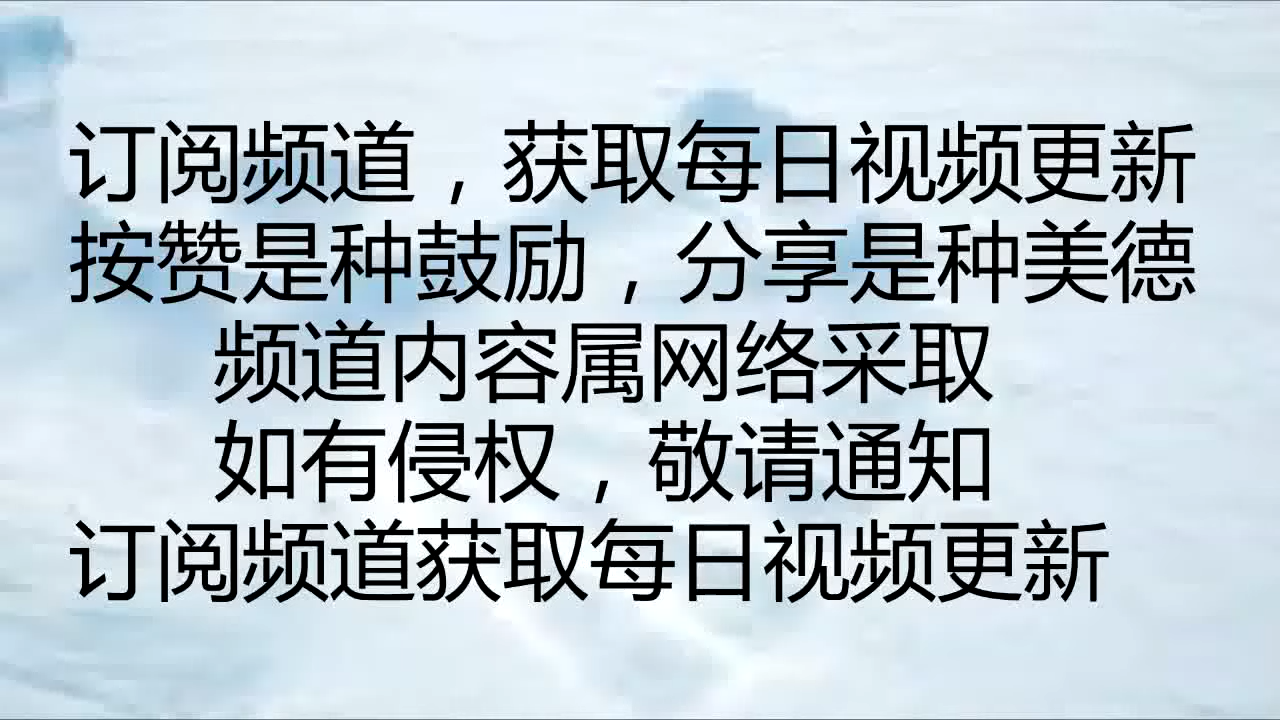 订阅频道，获取每日视频更新
按赞是种鼓励，分享是种美德
频道内容属网络采取
如有侵权，敬请通知
订阅频道获取每日视频更新